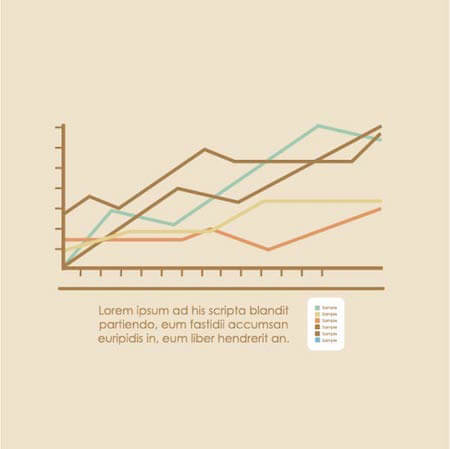 Lorem ipsum ad his scripta blandit
partiendo, eum fastidii accumsan
euripidis in, eum liber hendrerit an.
Sample
Sample
Sample
Sample
Sample
Sample